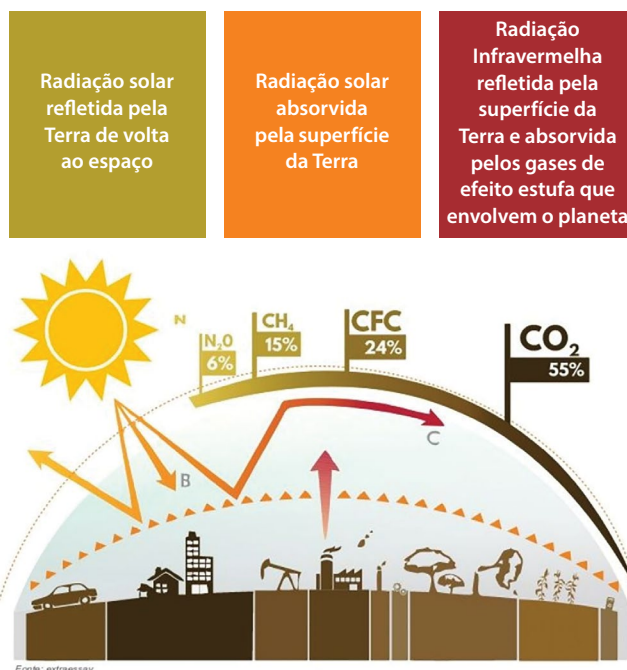 Radiação solar
refletida pela
Terra de volta
ao espaço
Radiação solar
absorvida
pela superfície
da Terra
Radiação
Infravermelha
refletida pela
superfície da
Terra e absorvida
pelos gases de
efeito estufa que
envolvem o planeta
N
N₂O
6%
CH₄
15%
CFC
24%
CO₂
55%
B
C
Fonte: extraessay